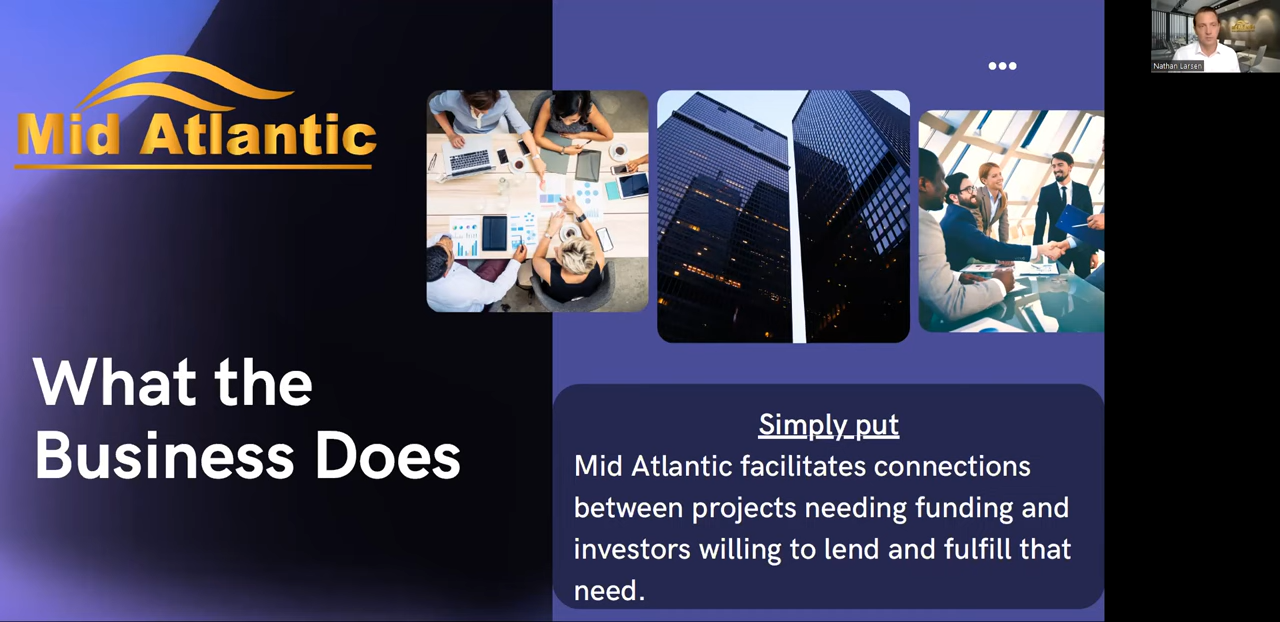 Mid Atlantic
What the
Business Does
Simply put
Mid Atlantic facilitates connections
between projects needing funding and
investors willing to lend and fulfill that
need.
Nathan Larsen